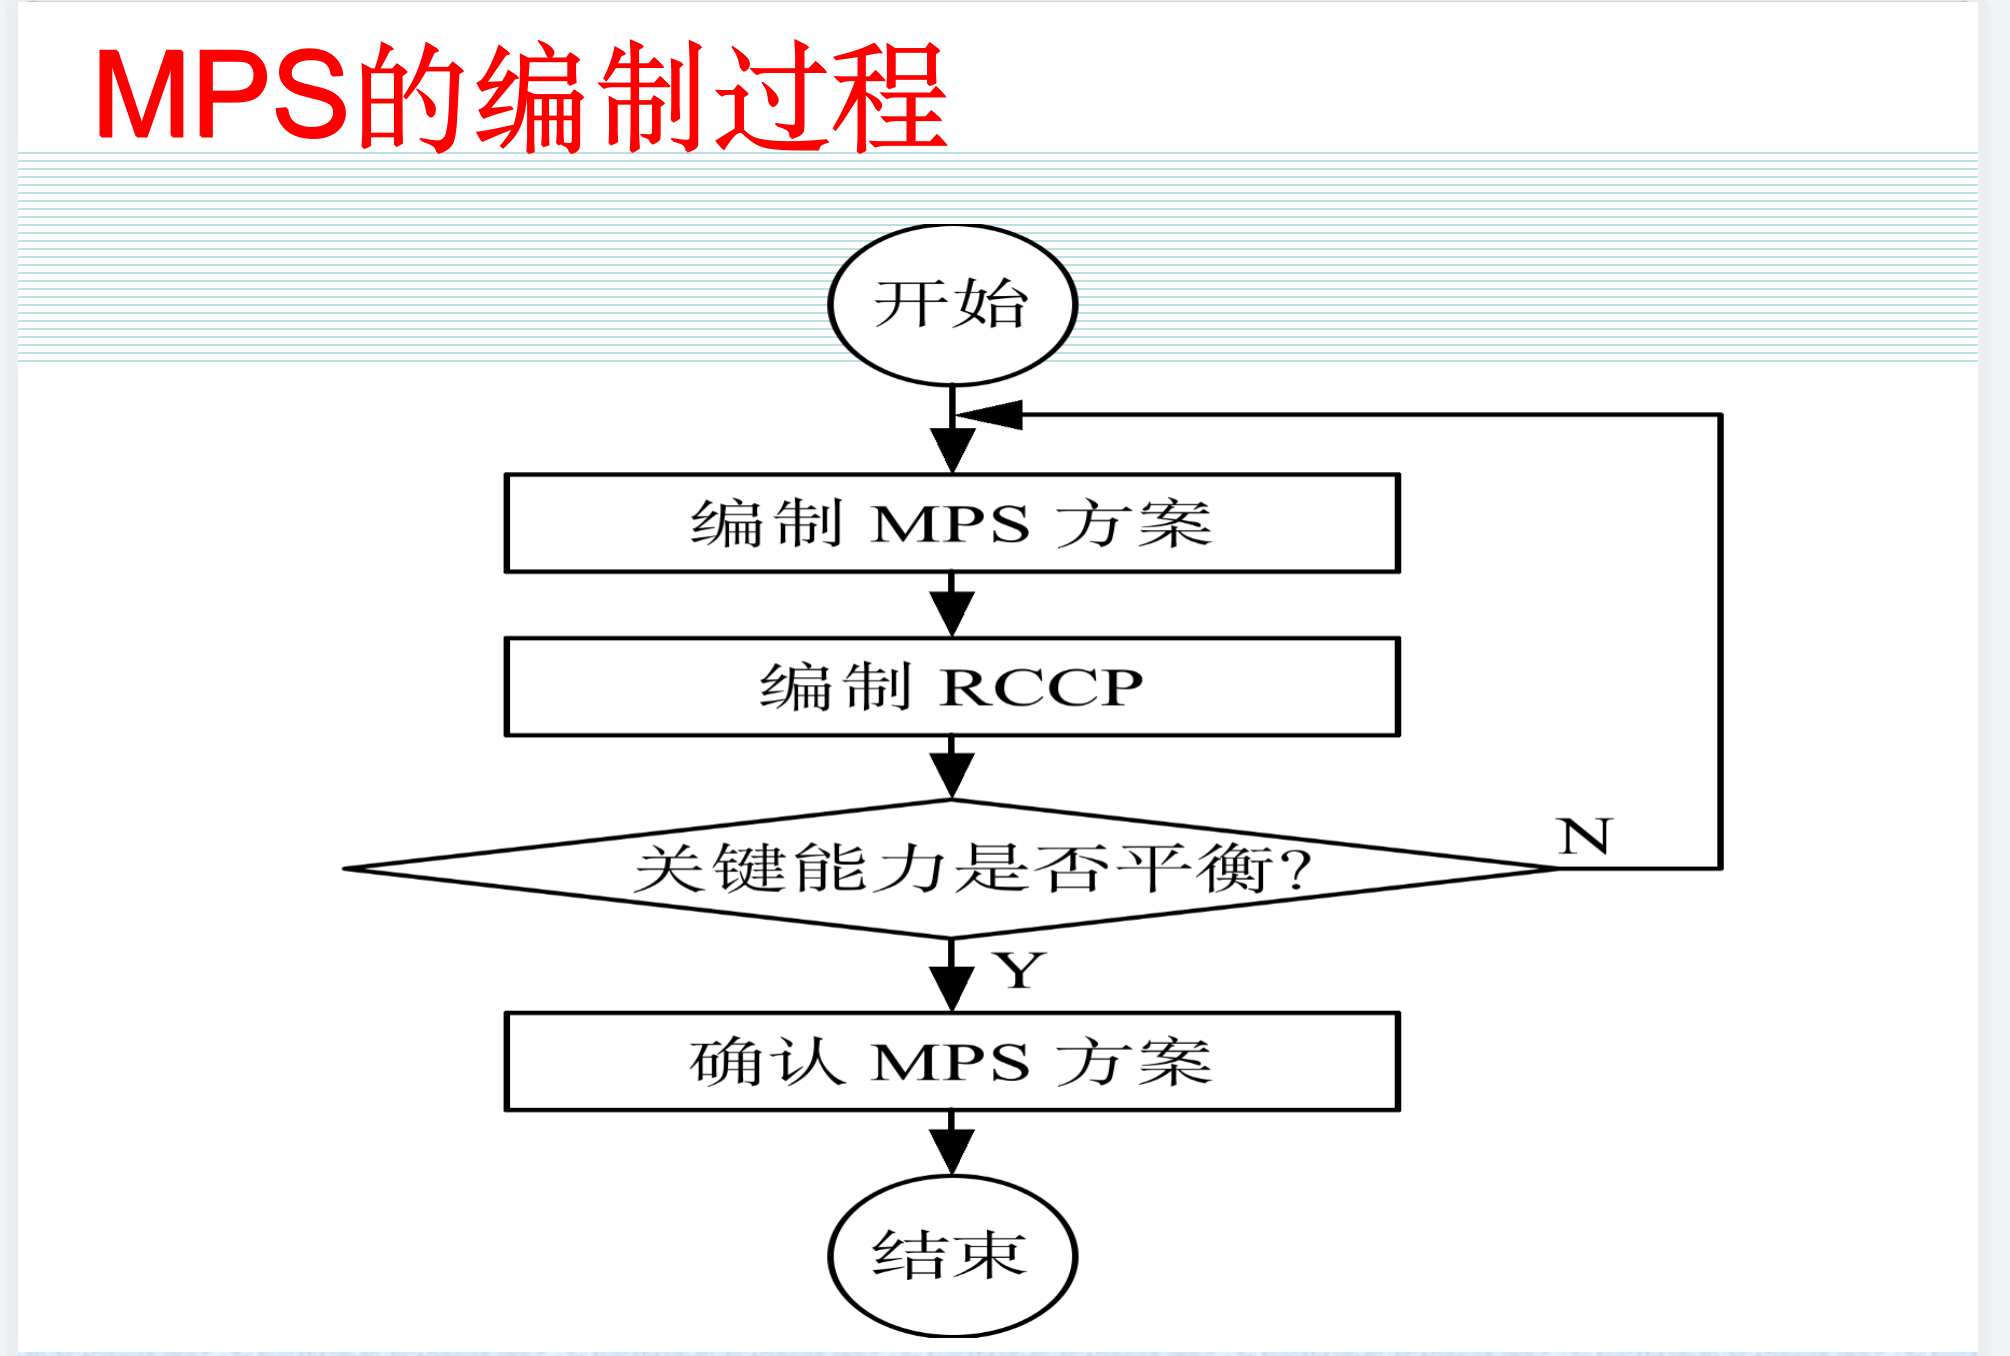 MPS的编制过程
开始
编制 MPS 方案
编制 RCCP
关键能力是否平衡?
N
Y
确认 MPS 方案
结束